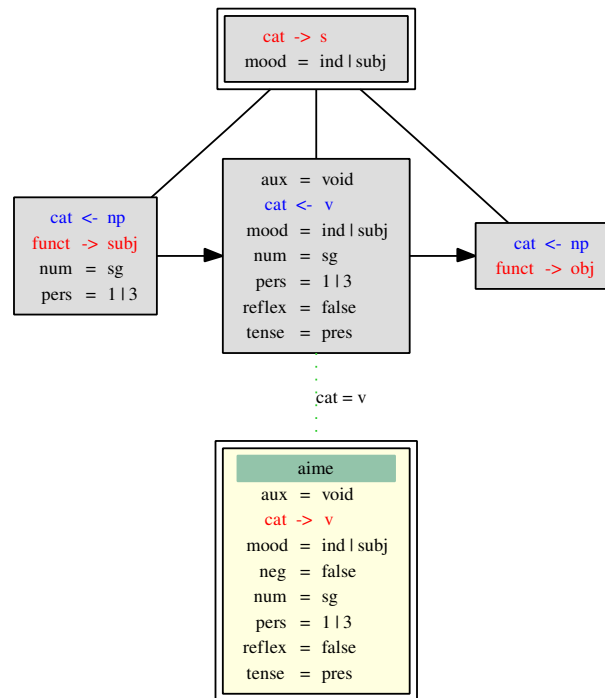 cat -> s
mood = ind | subj
cat <- np
funct -> subj
num = sg
pers = 1 | 3
aux = void
cat <- v
mood = ind | subj
num = sg
pers = 1 | 3
reflex = false
tense = pres
cat <- np
funct -> obj
cat = v
aime
aux = void
cat -> v
mood = ind | subj
neg = false
num = sg
pers = 1 | 3
reflex = false
tense = pres